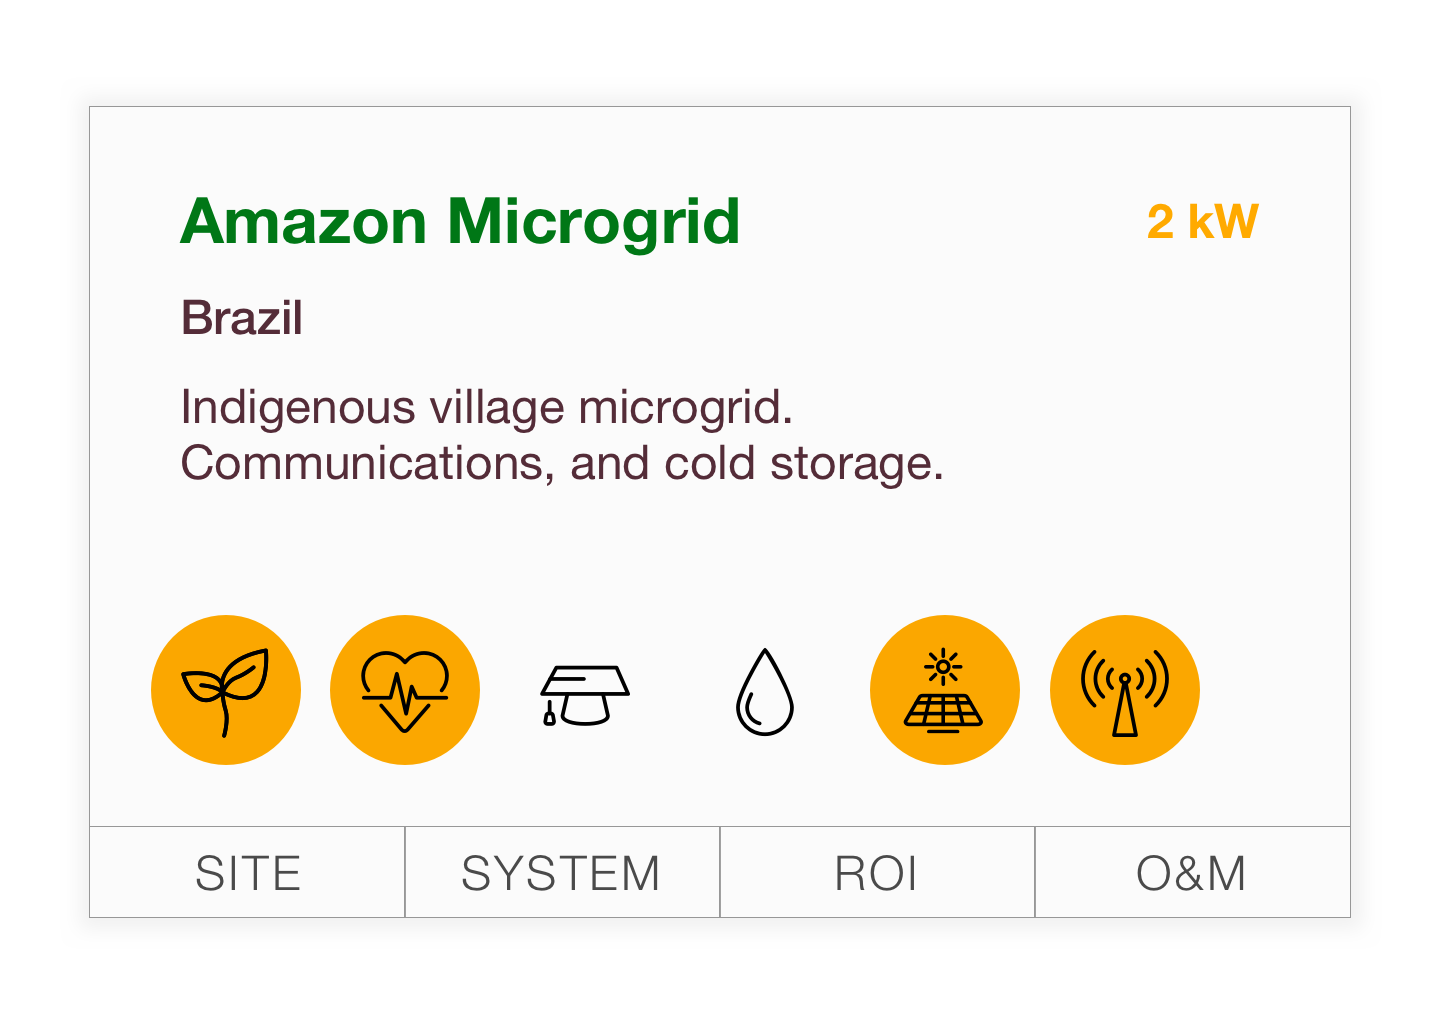 Amazon Microgrid
2 kW
Brazil
Indigenous village microgrid.
Communications, and cold storage.
SITE
SYSTEM
ROI
O&M